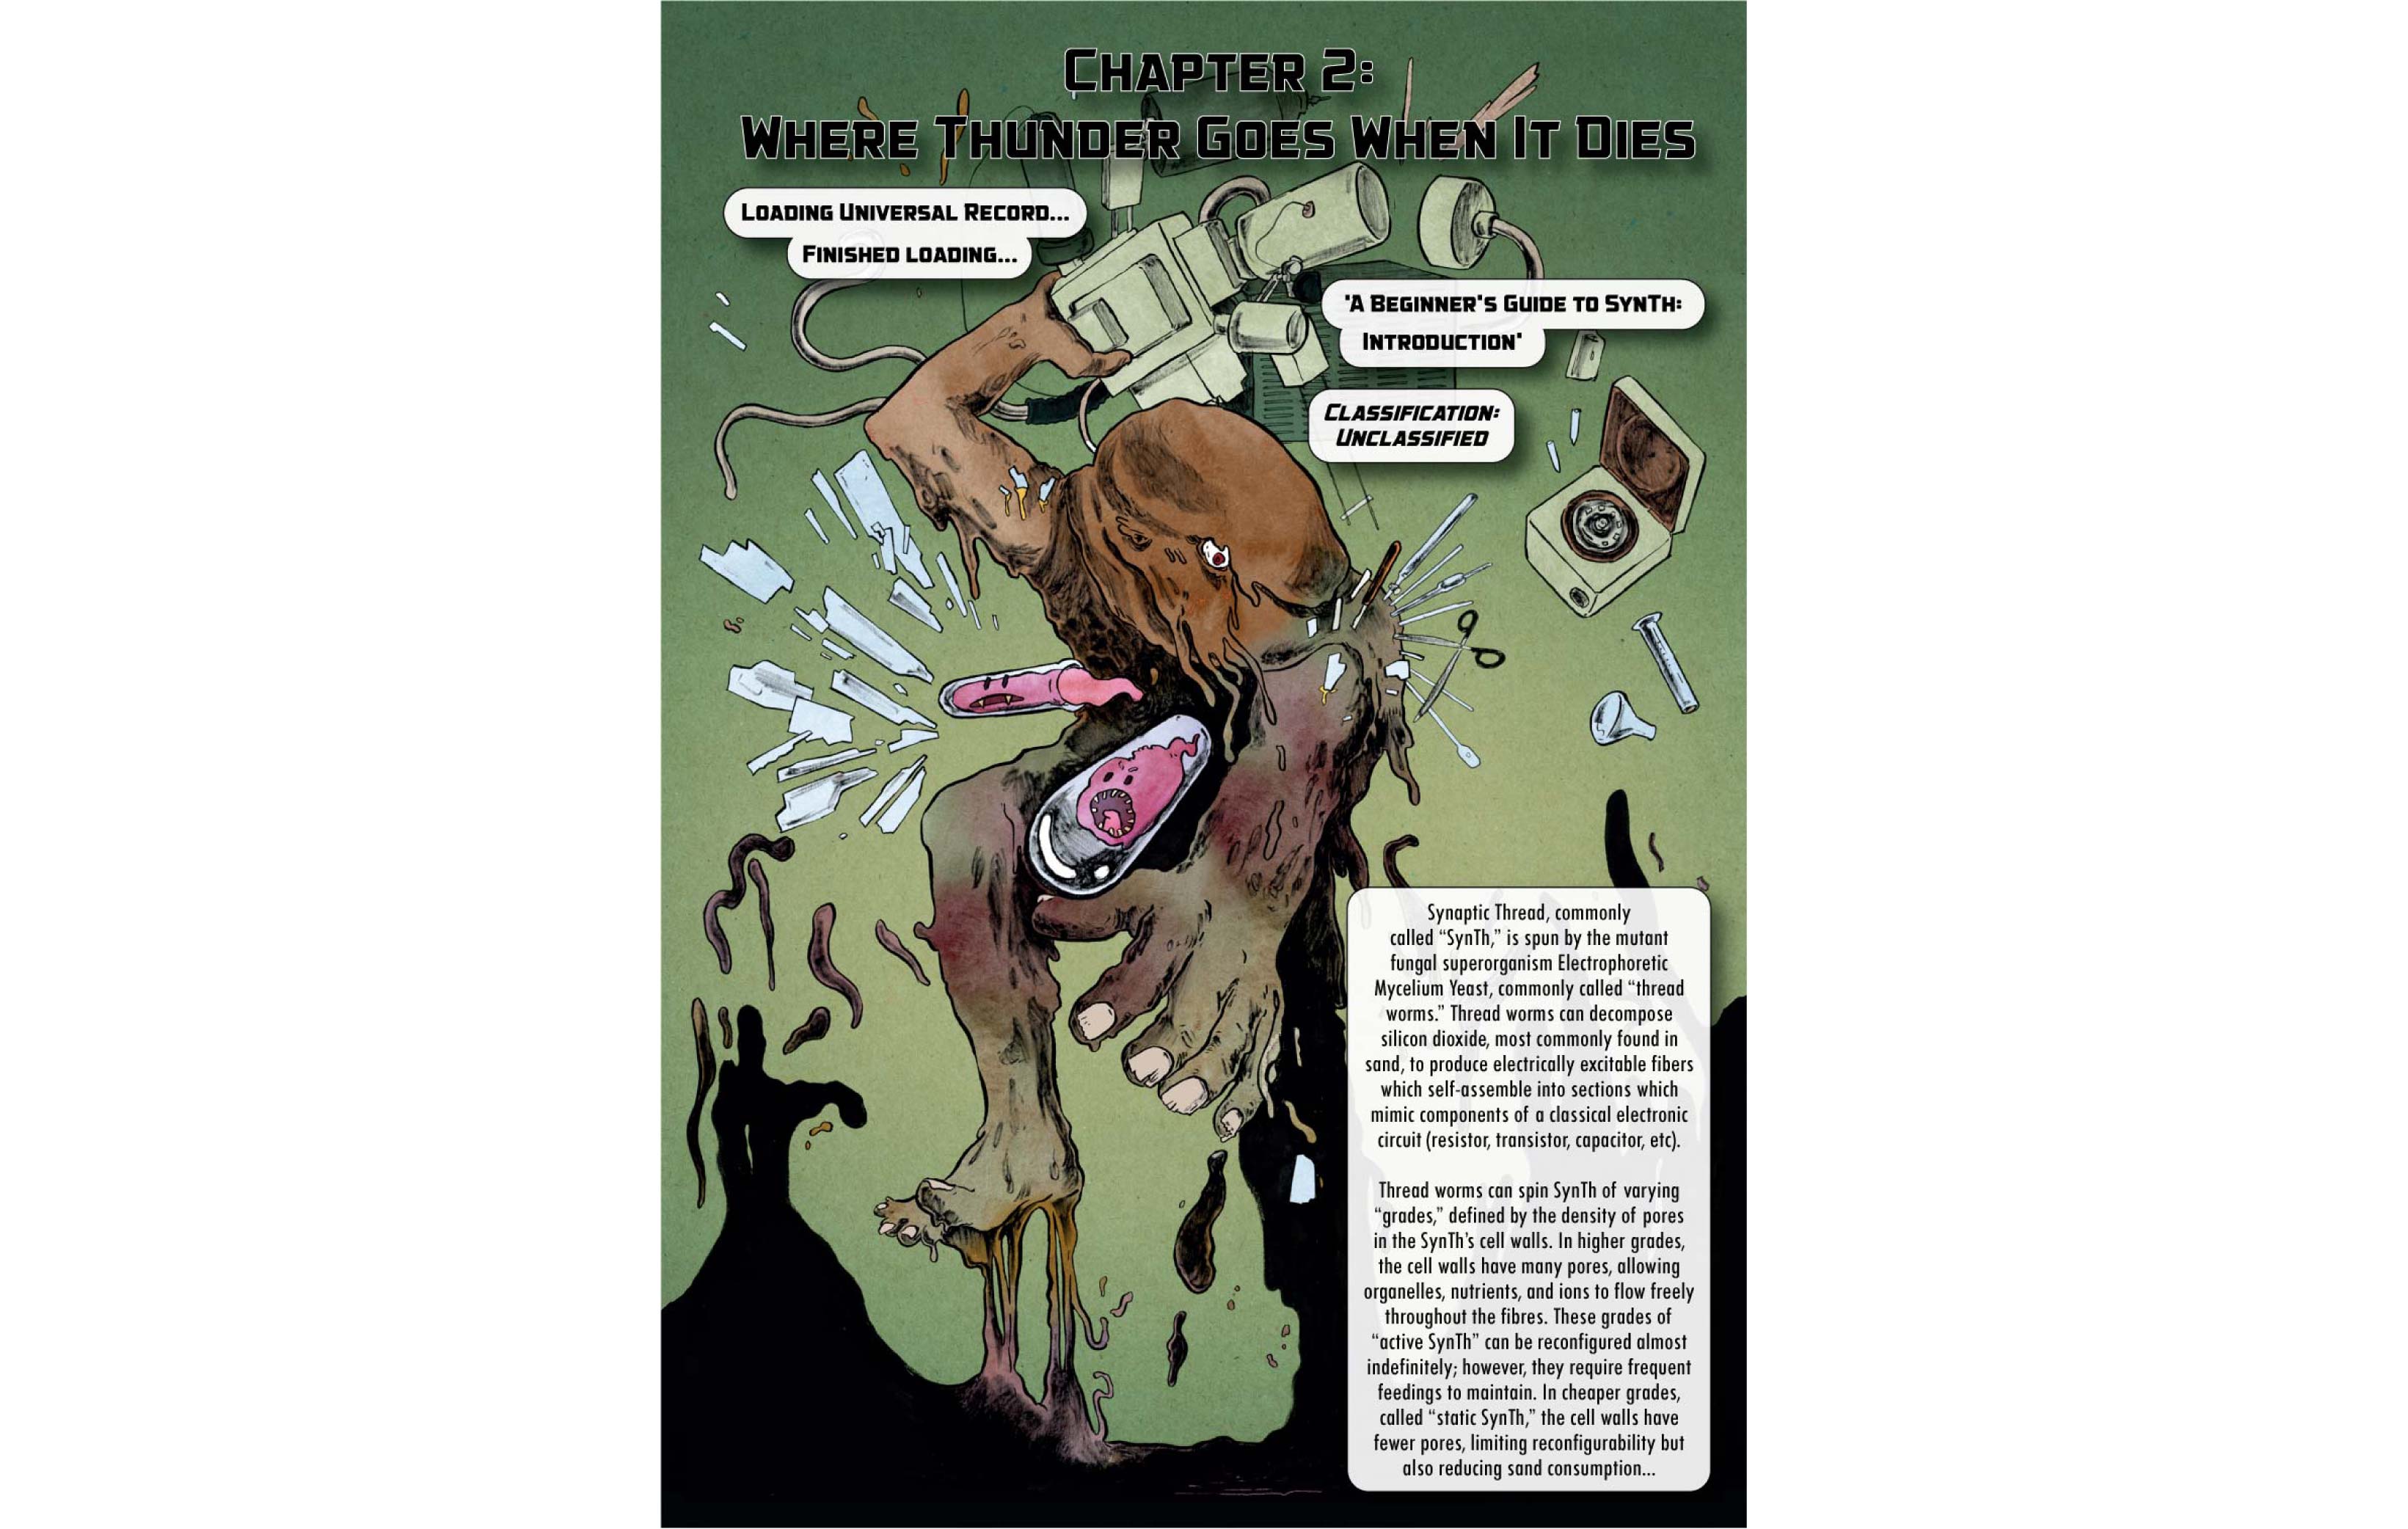 Chapter 2:
Where Thunder Goes When It Dies
Loading Universal Record...
Finished loading...
'A Beginner's Guide to SynTh:
Introduction'
Classification:
Unclassified
Synaptic Thread, commonly
called “SynTh,” is spun by the mutant
fungal superorganism Electrophoretic
Mycelium Yeast, commonly called “thread
worms.” Thread worms can decompose
silicon dioxide, most commonly found in
sand, to produce electrically excitable fibers
which self-assemble into sections which
mimic components of a classical electronic
circuit (resistor, transistor, capacitor, etc).
Thread worms can spin SynTh of varying
“grades,” defined by the density of pores
in the SynTh’s cell walls. In higher grades,
the cell walls have many pores, allowing
organelles, nutrients, and ions to flow freely
throughout the fibres. These grades of
“active SynTh” can be reconfigured almost
indefinitely; however, they require frequent
feedings to maintain. In cheaper grades,
called “static SynTh,” the cell walls have
fewer pores, limiting reconfigurability but
also reducing sand consumption...